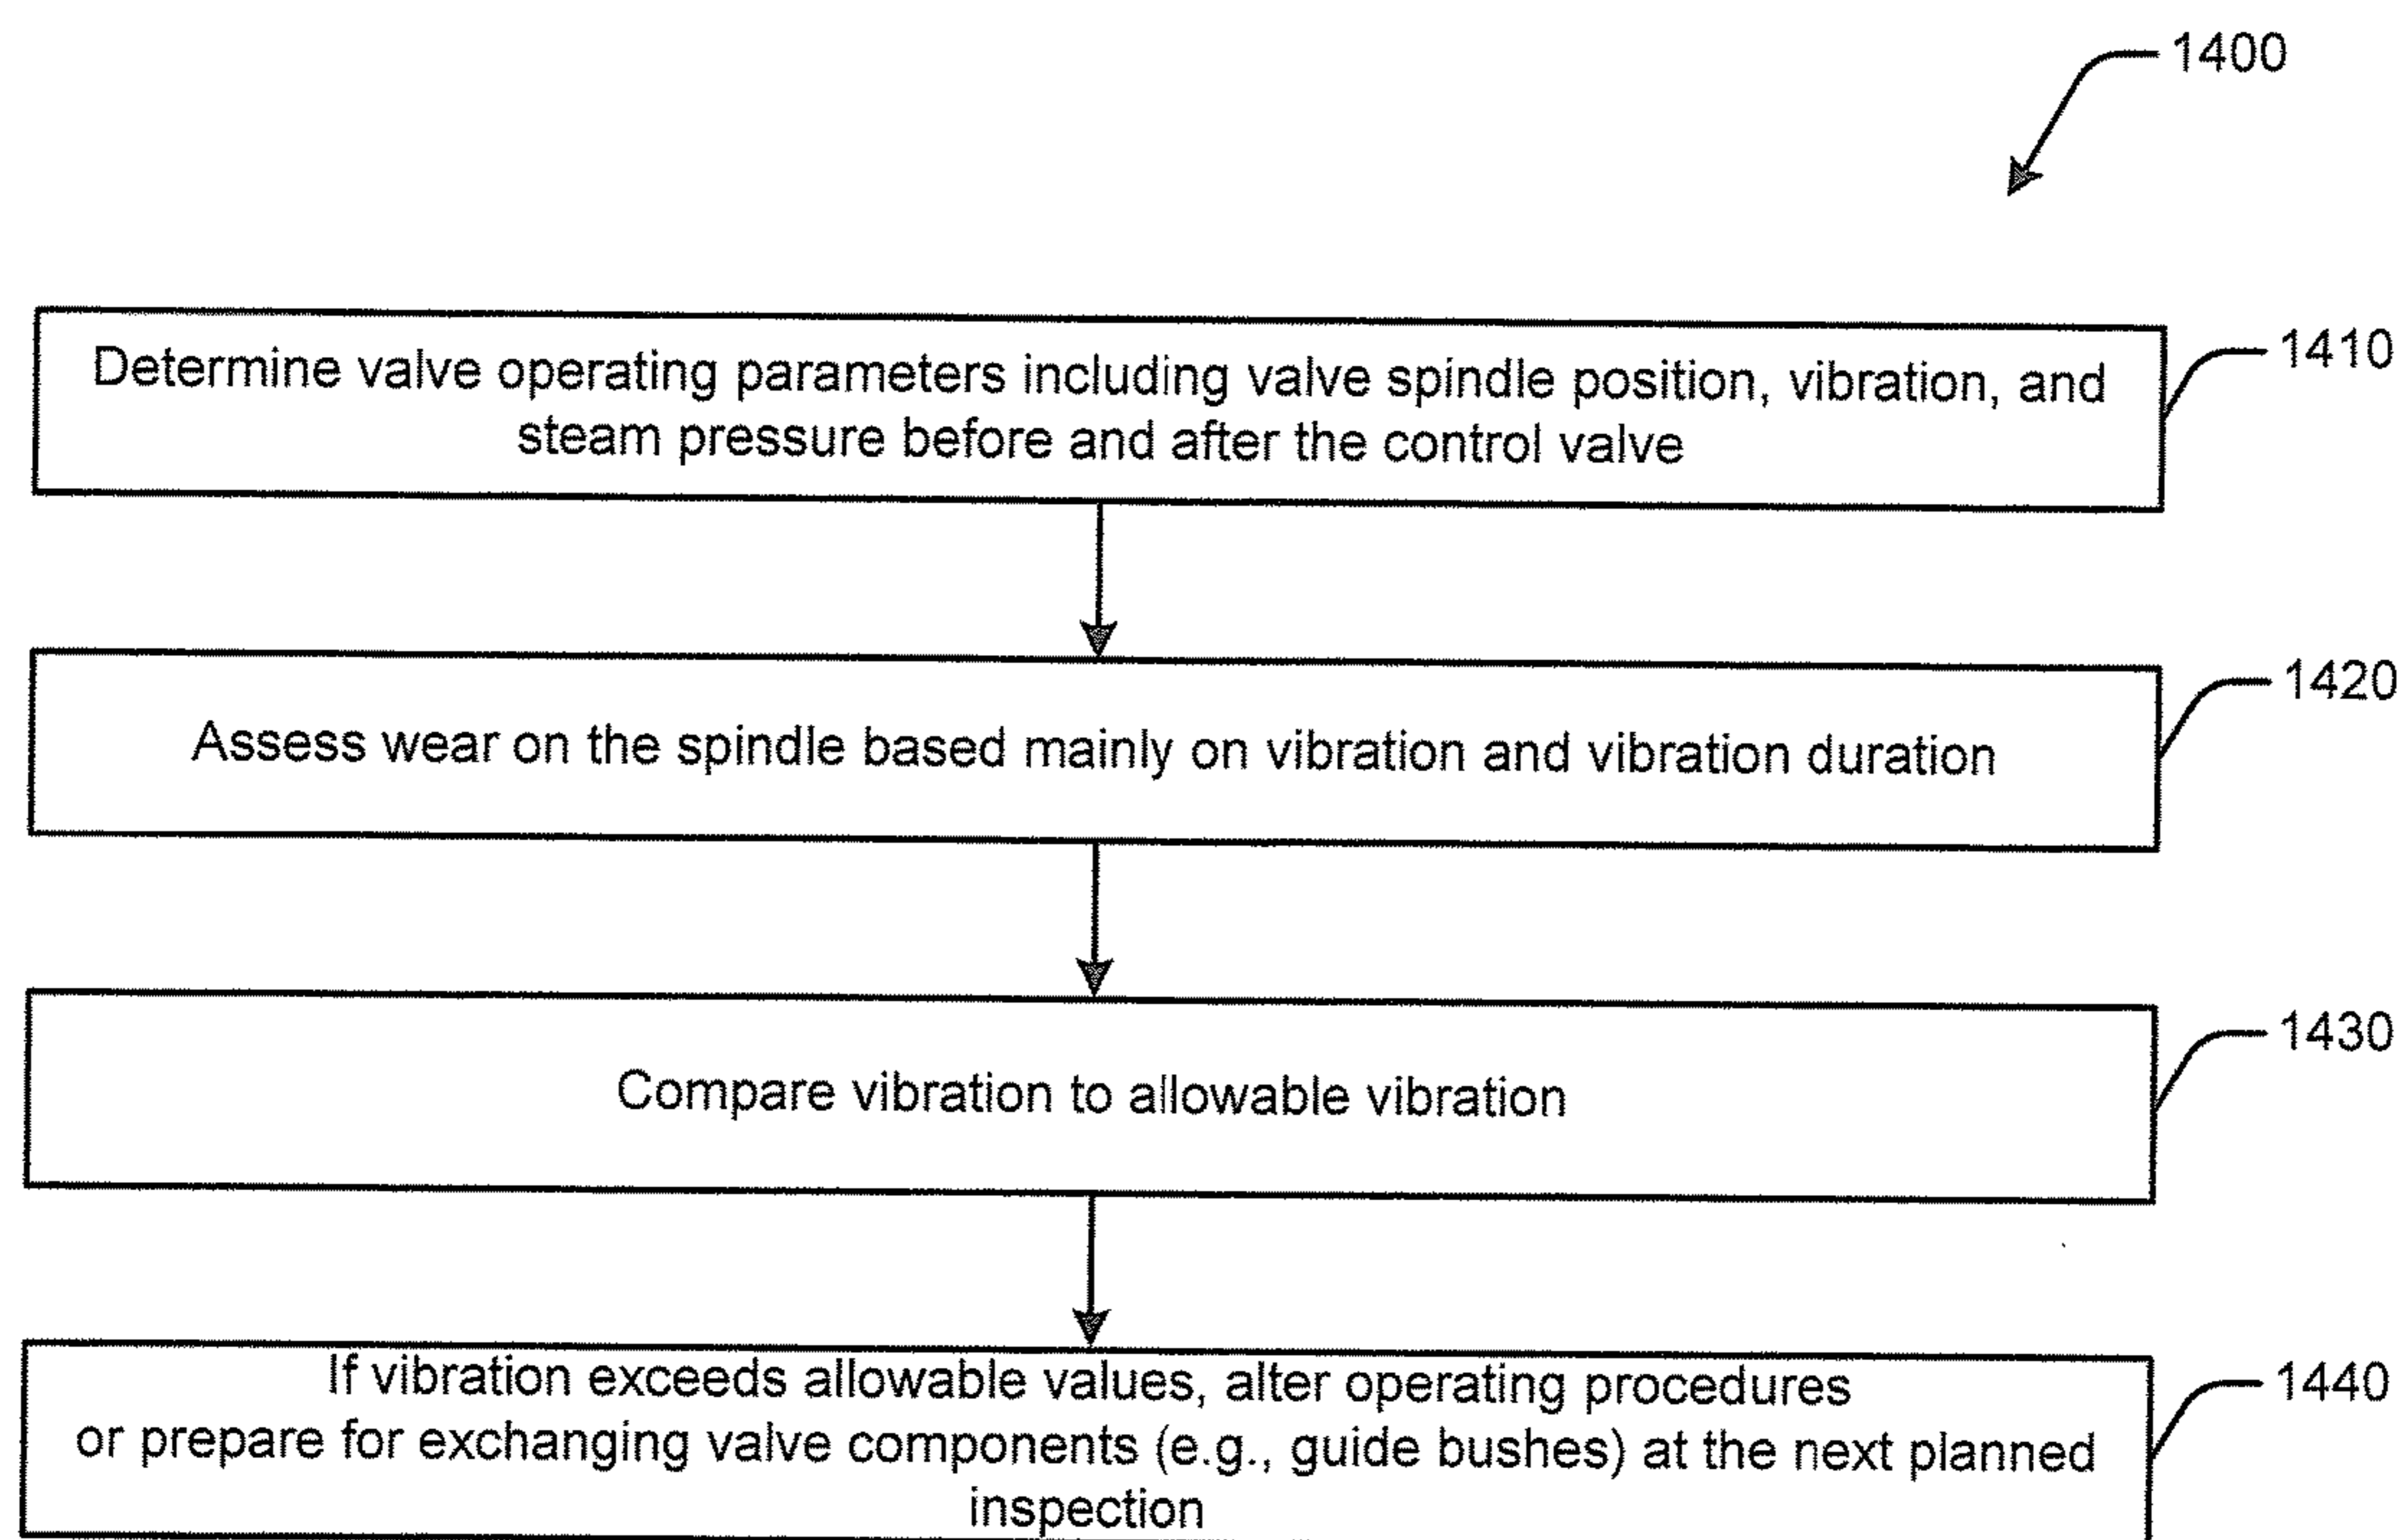 1400
Determine valve operating parameters including valve spindle position, vibration, and
steam pressure before and after the control valve
1410
Assess wear on the spindle based mainly on vibration and vibration duration
1420
Compare vibration to allowable vibration
1430
If vibration exceeds allowable values, alter operating procedures
or prepare for exchanging valve components (e.g., guide bushes) at the next planned
inspection
1440